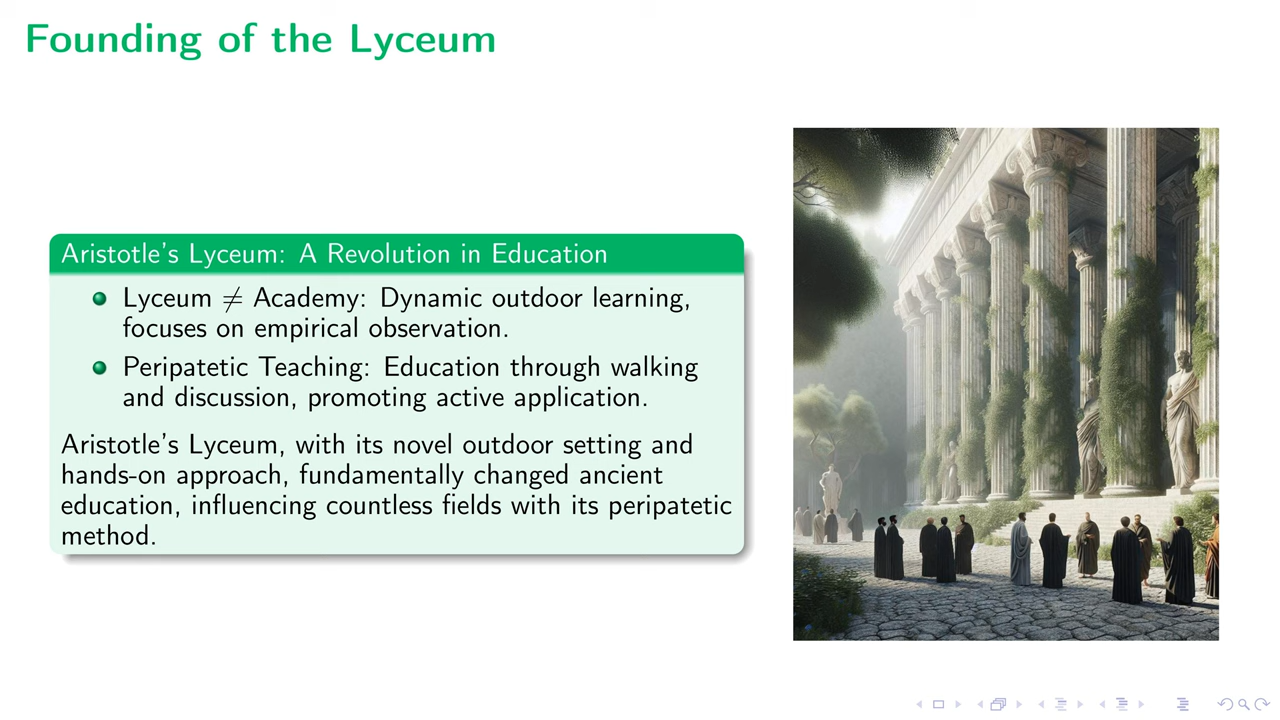 Founding of the Lyceum
Aristotle's Lyceum: A Revolution in Education
Lyceum ≠ Academy: Dynamic outdoor learning,
focuses on empirical observation.
Peripatetic Teaching: Education through walking
and discussion, promoting active application.
Aristotle's Lyceum, with its novel outdoor setting and
hands-on approach, fundamentally changed ancient
education, influencing countless fields with its peripatetic
method.